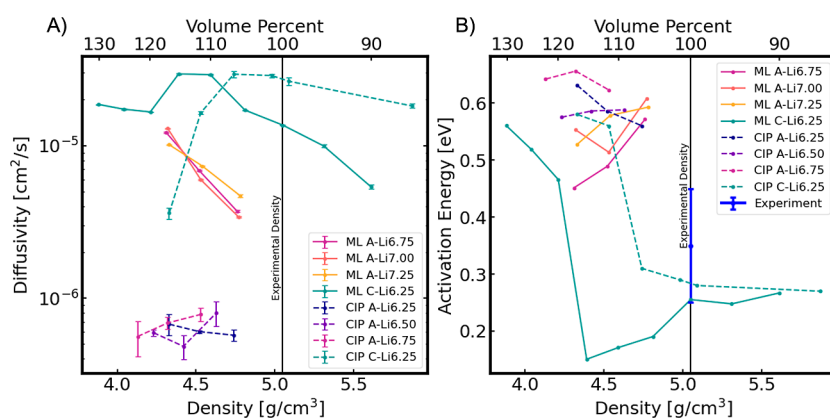 A)
Volume Percent
130 120 110 100 90
Diffusivity [cm²/s]
10⁻⁵
10⁻⁶
Experimental Density
ML A-Li6.75
ML A-Li7.00
ML A-Li7.25
ML C-Li6.25
CIP A-Li6.25
CIP A-Li6.50
CIP A-Li6.75
CIP C-Li6.25
4.0 4.5 5.0 5.5
Density [g/cm³]
B)
Volume Percent
130 120 110 100 90
Activation Energy [eV]
0.6
0.5
0.4
0.3
0.2
Experimental Density
ML A-Li6.75
ML A-Li7.00
ML A-Li7.25
ML C-Li6.25
CIP A-Li6.25
CIP A-Li6.50
CIP A-Li6.75
CIP C-Li6.25
Experiment
4.0 4.5 5.0 5.5
Density [g/cm³]